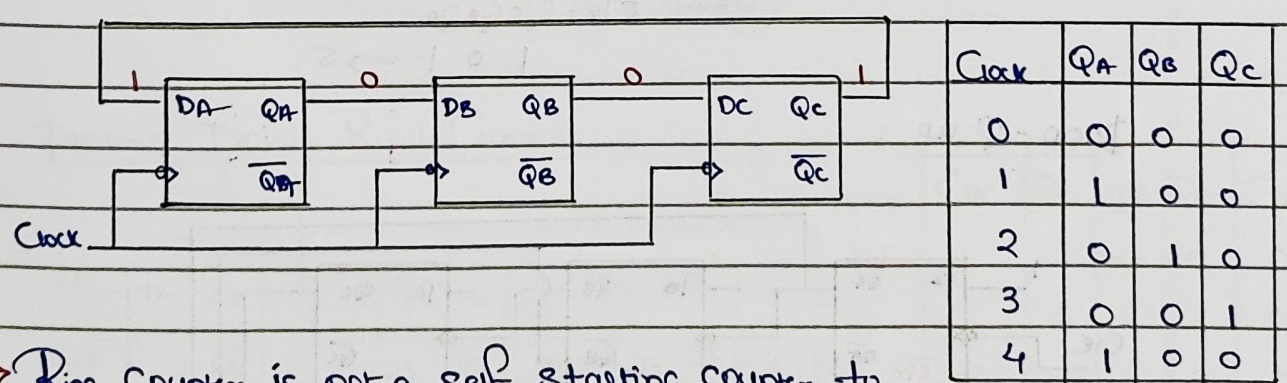 1 0 0 1
DA QA DB QB DC QC
QA QB QC
Clock
Clock QA QB QC
0 0 0 0
1 1 0 0
2 0 1 0
3 0 0 1
4 1 0 0
Ring counter is not a self starting counter to